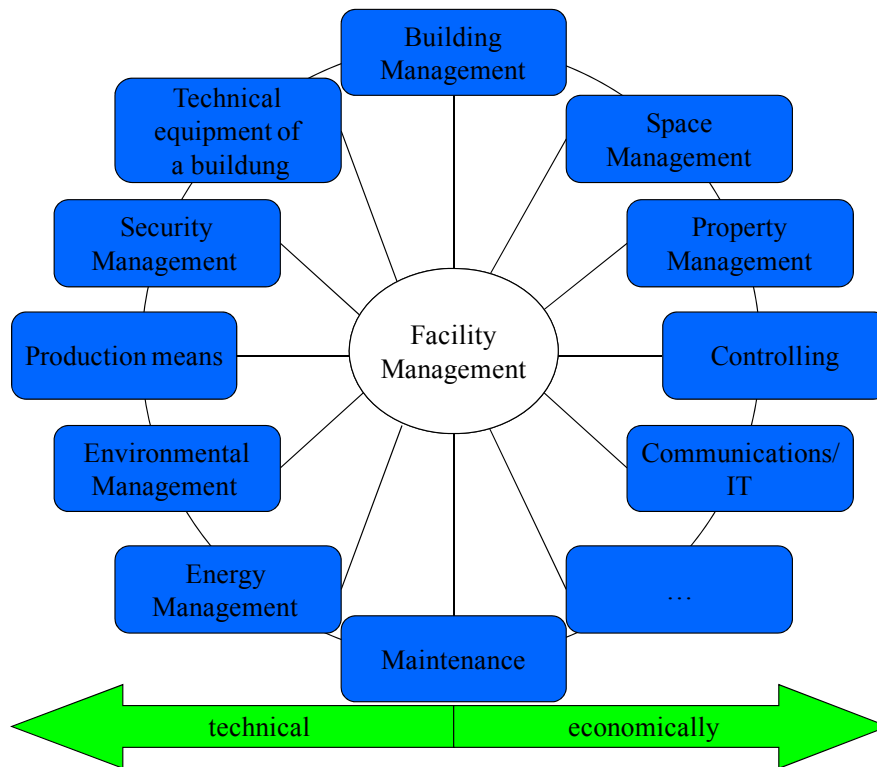 Building
Management
Technical
equipment of
a buildung
Space
Management
Security
Management
Property
Management
Production means
Facility
Management
Controlling
Environmental
Management
Communications/
IT
Energy
Management
…
Maintenance
technical
economically